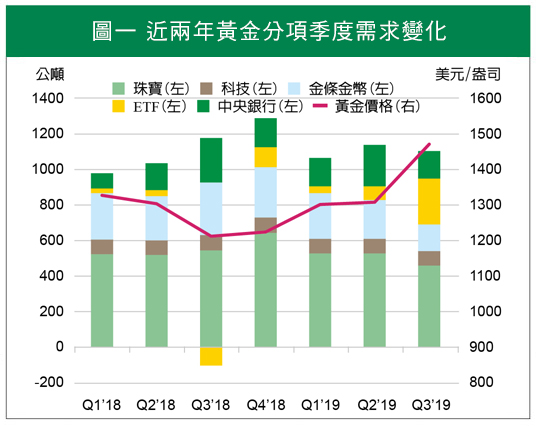 圖一 近兩年黃金分項季度需求變化
公噸 美元/盎司
珠寶(左) 科技(左) 金條金幣(左)
ETF(左) 中央銀行(左) 黃金價格(右)
1400 1600
1200 1500
1000 1400
800 1300
600 1200
400 1100
200 1000
0 900
-200 800
Q1'18 Q2'18 Q3'18 Q4'18 Q1'19 Q2'19 Q3'19